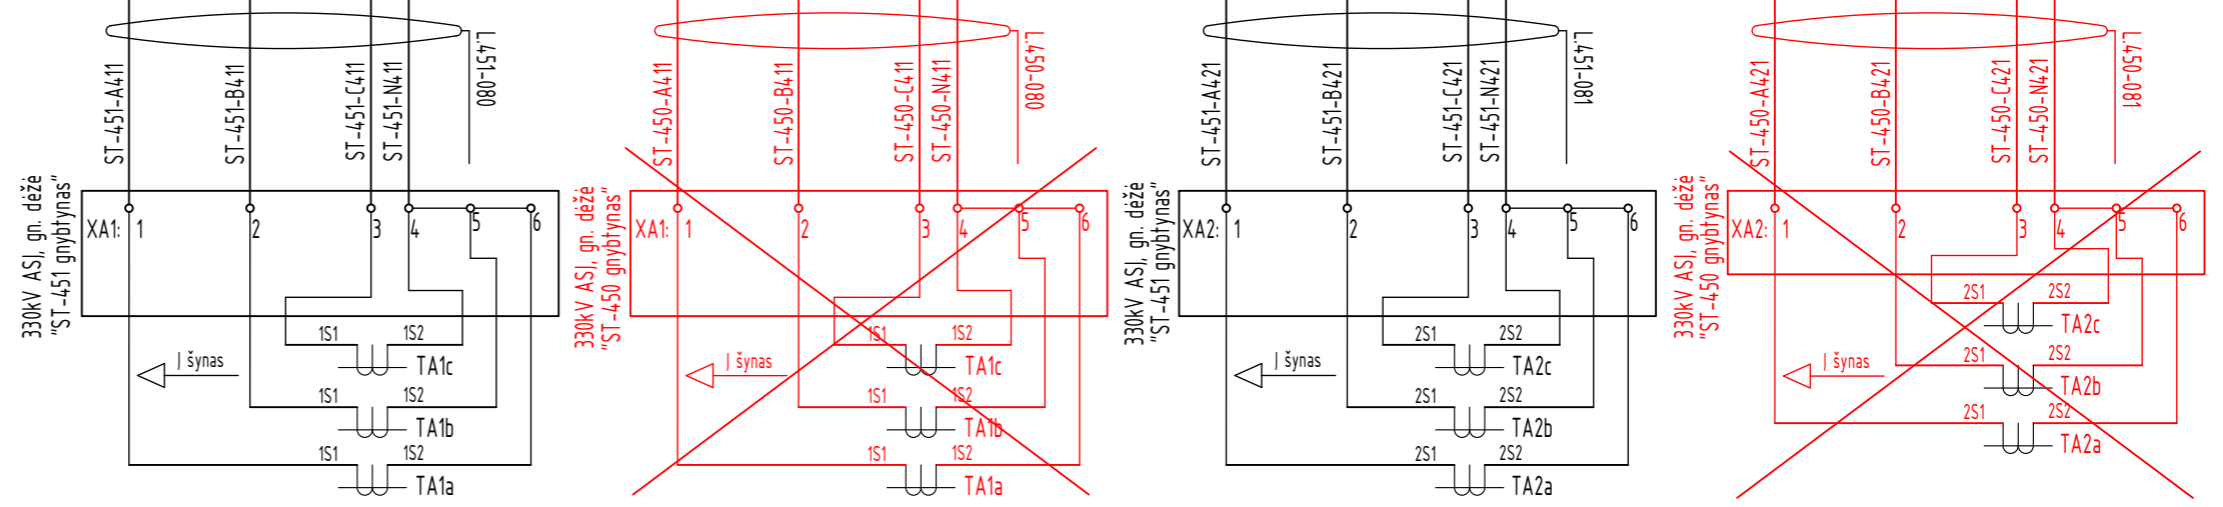 ST-451-A411
ST-451-B411
ST-451-C411
ST-451-N411
L.451-080
330kV ASĮ, gn. dėžė
"ST-451 gnybtynas"
XA1:
1
2
3
4
5
6
Į šynas
1S1
1S2
TA1c
1S1
1S2
TA1b
1S1
1S2
TA1a
ST-450-A411
ST-450-B411
ST-450-C411
ST-450-N411
L.450-080
330kV ASĮ, gn. dėžė
"ST-450 gnybtynas"
XA1:
1
2
3
4
5
6
Į šynas
1S1
1S2
TA1c
1S1
1S2
TA1b
1S1
1S2
TA1a
ST-451-A421
ST-451-B421
ST-451-C421
ST-451-N421
L.451-081
330kV ASĮ, gn. dėžė
"ST-451 gnybtynas"
XA2:
1
2
3
4
5
6
Į šynas
2S1
2S2
TA2c
2S1
2S2
TA2b
2S1
2S2
TA2a
ST-450-A421
ST-450-B421
ST-450-C421
ST-450-N421
L.450-081
330kV ASĮ, gn. dėžė
"ST-450 gnybtynas"
XA2:
1
2
3
4
5
6
Į šynas
2S1
2S2
TA2c
2S1
2S2
TA2b
2S1
2S2
TA2a